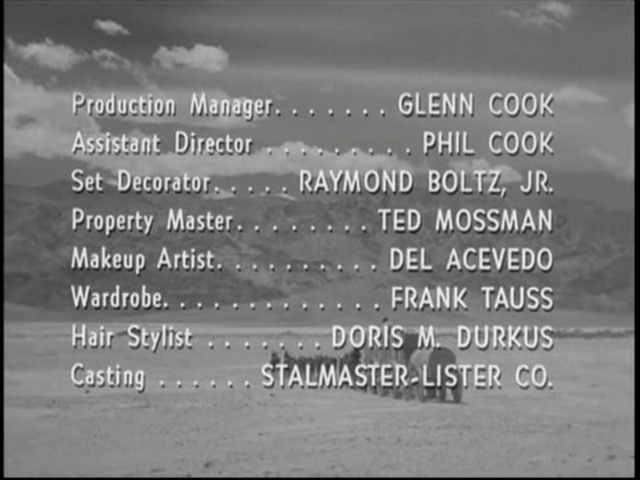 Production Manager. . . . . . . GLENN COOK
Assistant Director . . . . . . . . . PHIL COOK
Set Decorator. . . . . RAYMOND BOLTZ, JR.
Property Master. . . . . . . . TED MOSSMAN
Makeup Artist. . . . . . . . . . DEL ACEVEDO
Wardrobe. . . . . . . . . . . . . FRANK TAUSS
Hair Stylist . . . . . . . DORIS M. DURKUS
Casting . . . . . . STALMASTER-LISTER CO.